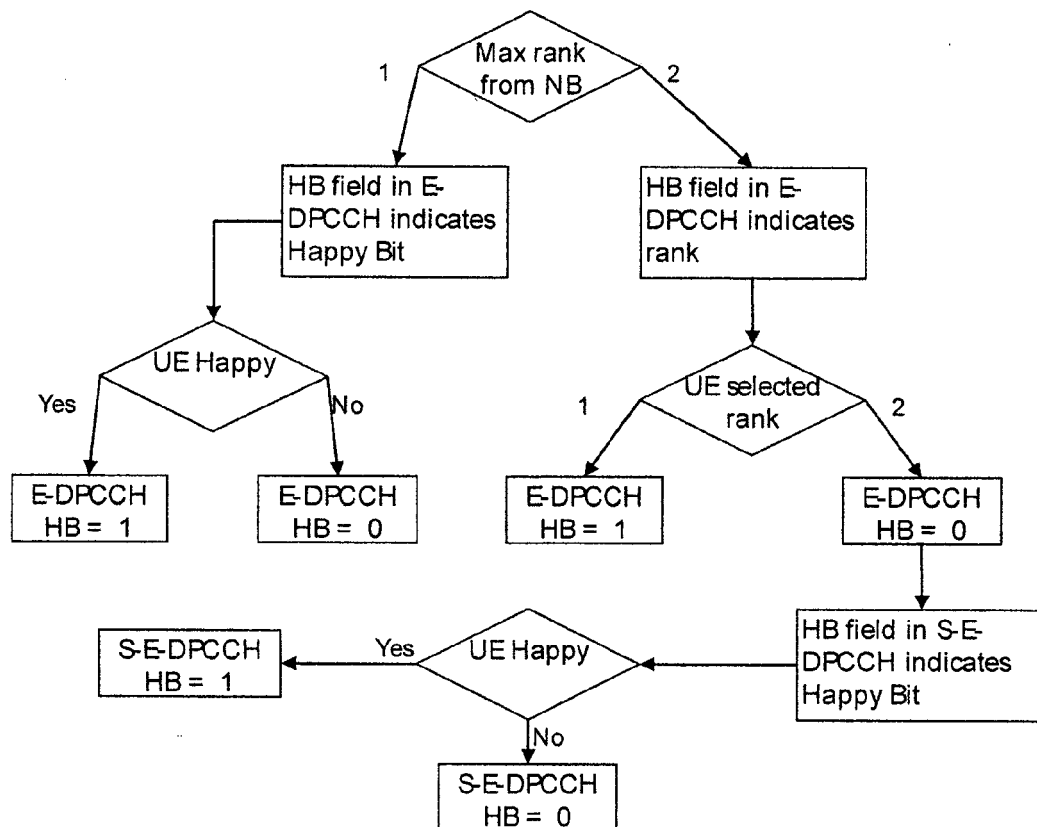 Max rank
from NB
1
2
HB field in E-
DPCCH indicates
Happy Bit
HB field in E-
DPCCH indicates
rank
UE Happy
Yes
No
UE selected
rank
1
2
E-DPCCH
HB = 1
E-DPCCH
HB = 0
E-DPCCH
HB = 1
E-DPCCH
HB = 0
HB field in S-E-
DPCCH indicates
Happy Bit
UE Happy
Yes
No
S-E-DPCCH
HB = 1
S-E-DPCCH
HB = 0